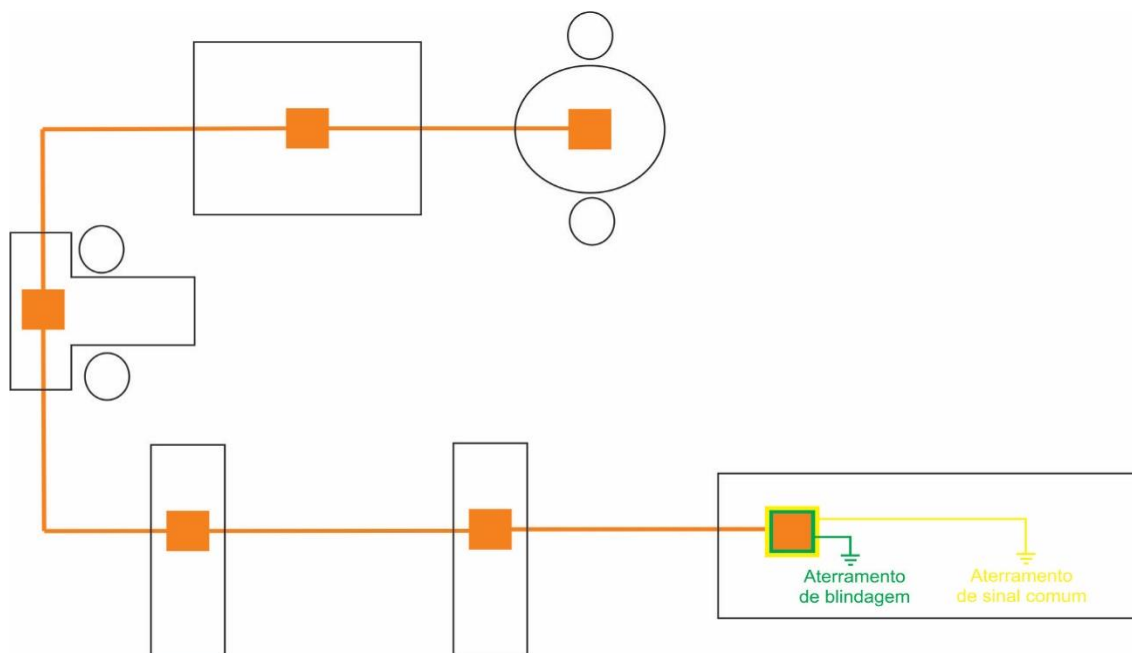 Aterramento
de blindagem
Aterramento
de sinal comum